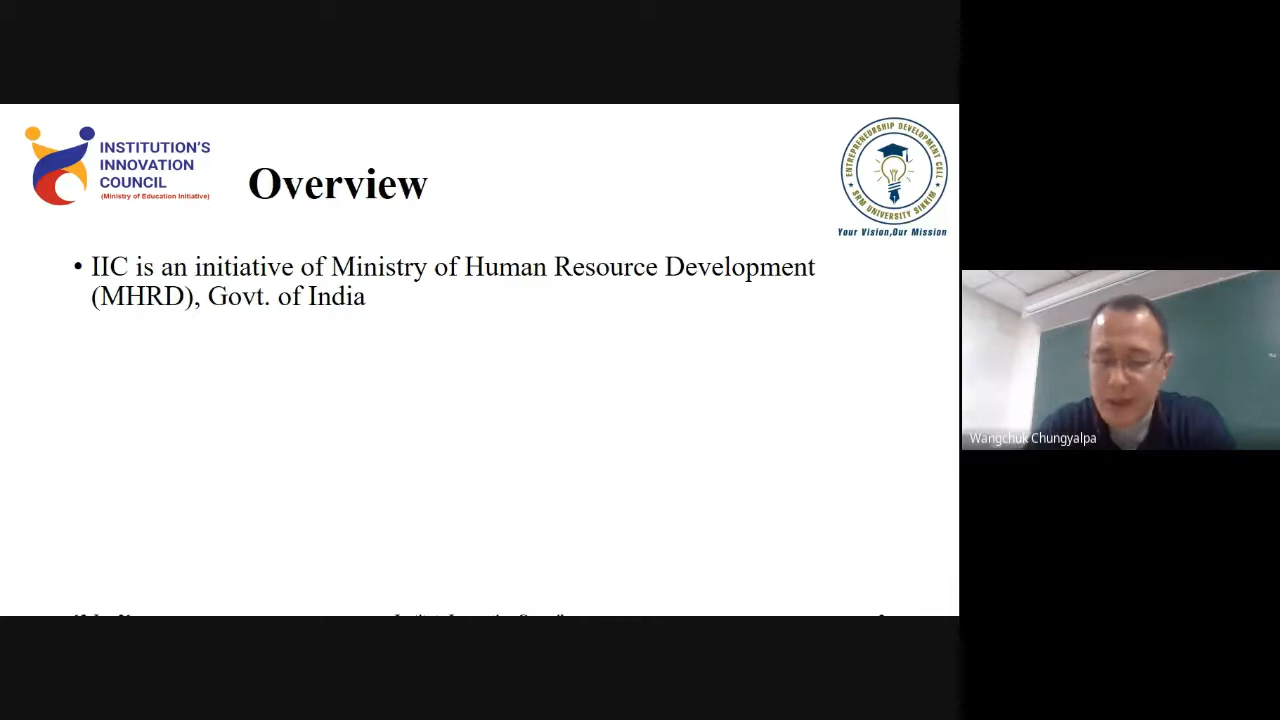 INSTITUTION'S
INNOVATION
COUNCIL
(Ministry of Education Initiative)
Overview
ENTREPRENEURSHIP DEVELOPMENT CELL
SRM UNIVERSITY SIKKIM
Your Vision,Our Mission
• IIC is an initiative of Ministry of Human Resource Development
(MHRD), Govt. of India
Wangchuk Chungyalpa